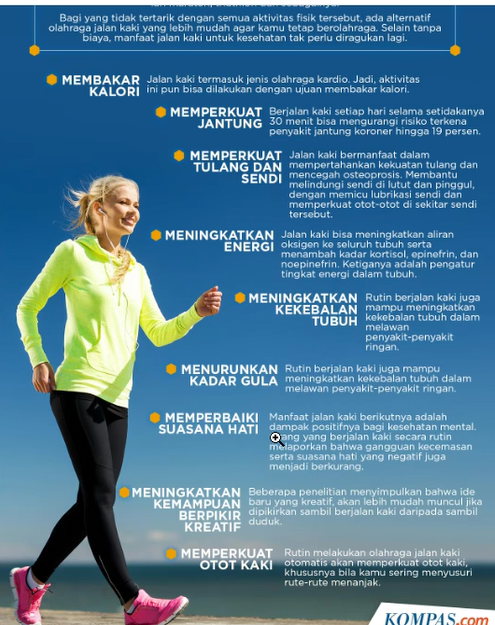 Bagi yang tidak tertarik dengan semua aktivitas fisik tersebut, ada alternatif
olahraga jalan kaki yang lebih mudah agar kamu tetap berolahraga. Selain tanpa
biaya, manfaat jalan kaki untuk kesehatan tak perlu diragukan lagi.
MEMBAKAR
KALORI
Jalan kaki termasuk jenis olahraga kardio. Jadi, aktivitas
ini pun bisa dilakukan dengan ujuan membakar kalori.
MEMPERKUAT
JANTUNG
Berjalan kaki setiap hari selama setidakanya
30 menit bisa mengurangi risiko terkena
penyakit jantung koroner hingga 19 persen.
MEMPERKUAT
TULANG DAN
SENDI
Jalan kaki bermanfaat dalam
mempertahankan kekuatan tulang dan
mencegah osteoprosis. Membantu
melindungi sendi di lutut dan pinggul,
dengan memicu lubrikasi sendi dan
memperkuat otot-otot di sekitar sendi
tersebut.
MENINGKATKAN
ENERGI
Jalan kaki bisa meningkatkan aliran
oksigen ke seluruh tubuh serta
menambah kadar kortisol, epinefrin, dan
noepinefrin. Ketiganya adalah pengatur
tingkat energi dalam tubuh.
MENINGKATKAN
KEKEBALAN
TUBUH
Rutin berjalan kaki juga
mampu meningkatkan
kekebalan tubuh dalam
melawan
penyakit-penyakit
ringan.
MENURUNKAN
KADAR GULA
Rutin berjalan kaki juga mampu
meningkatkan kekebalan tubuh dalam
melawan penyakit-penyakit ringan.
MEMPERBAIKI
SUASANA HATI
Manfaat jalan kaki berikutnya adalah
dampak positifnya bagi kesehatan mental.
yang berjalan kaki secara rutin
melaporkan bahwa gangguan kecemasan
serta suasana hati yang negatif juga
menjadi berkurang.
MENINGKATKAN
KEMAMPUAN
BERPIKIR
KREATIF
Beberapa penelitian menyimpulkan bahwa ide
baru yang kreatif, akan lebih mudah muncul jika
dipikirkan sambil berjalan kaki daripada sambil
duduk.
MEMPERKUAT
OTOT KAKI
Rutin melakukan olahraga jalan kaki
otomatis akan memperkuat otot kaki,
khususnya bila kamu sering menyusuri
rute-rute menanjak.
KOMPAS.com